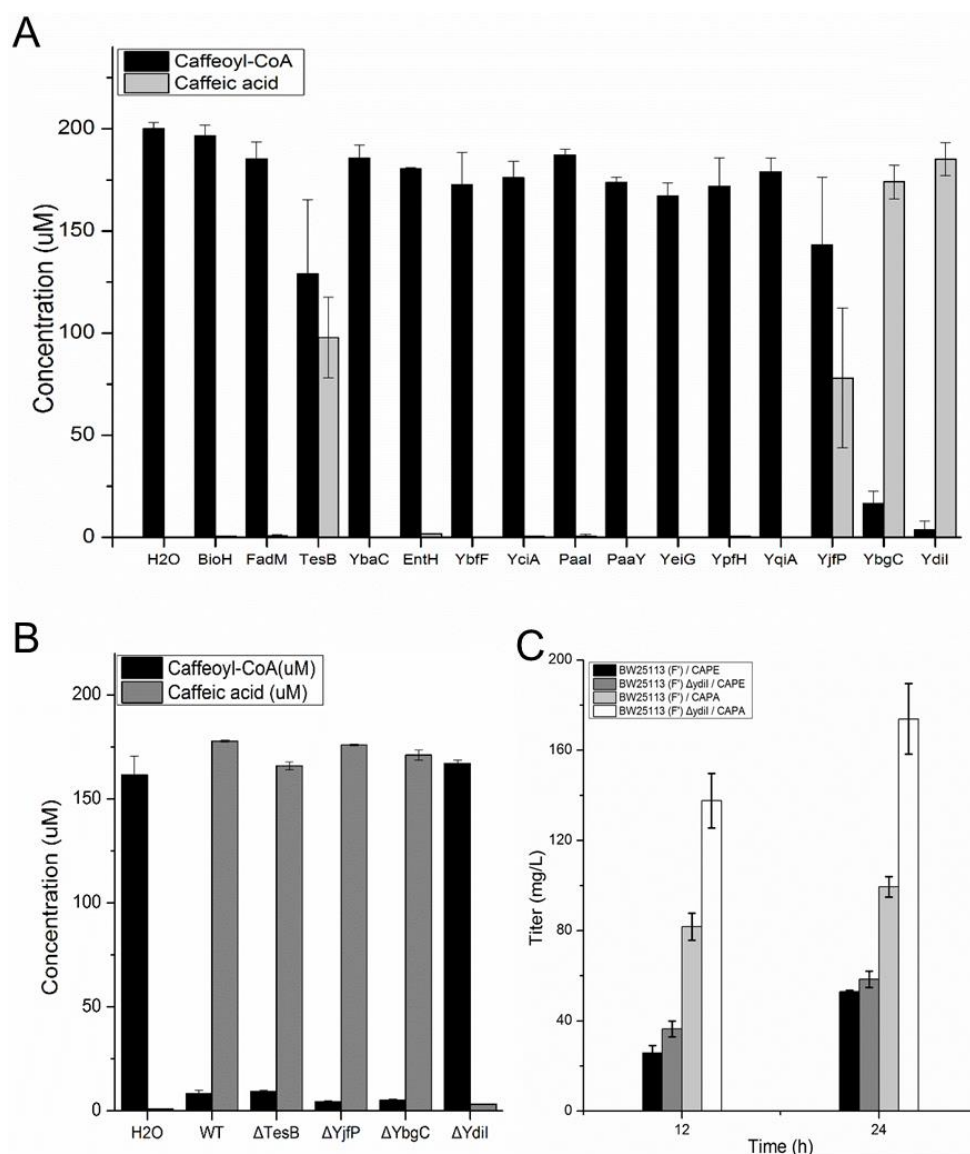 A
Caffeoyl-CoA
Caffeic acid
Concentration (uM)
200
150
100
50
0
H2O BioH FadM TesB YbaC EntH YbfF YciA PaaI PaaY YeiG YpfH YqiA YjfP YbgC YdiI
B
Caffeoyl-CoA(uM)
Caffeic acid (uM)
Concentration (uM)
200
150
100
50
0
H2O WT ΔTesB ΔYjfP ΔYbgC ΔYdiI
C
BW25113 (F') / CAPE
BW25113 (F') ΔydiI / CAPE
BW25113 (F') / CAPA
BW25113 (F') ΔydiI / CAPA
Titer (mg/L)
200
160
120
80
40
0
12 24
Time (h)